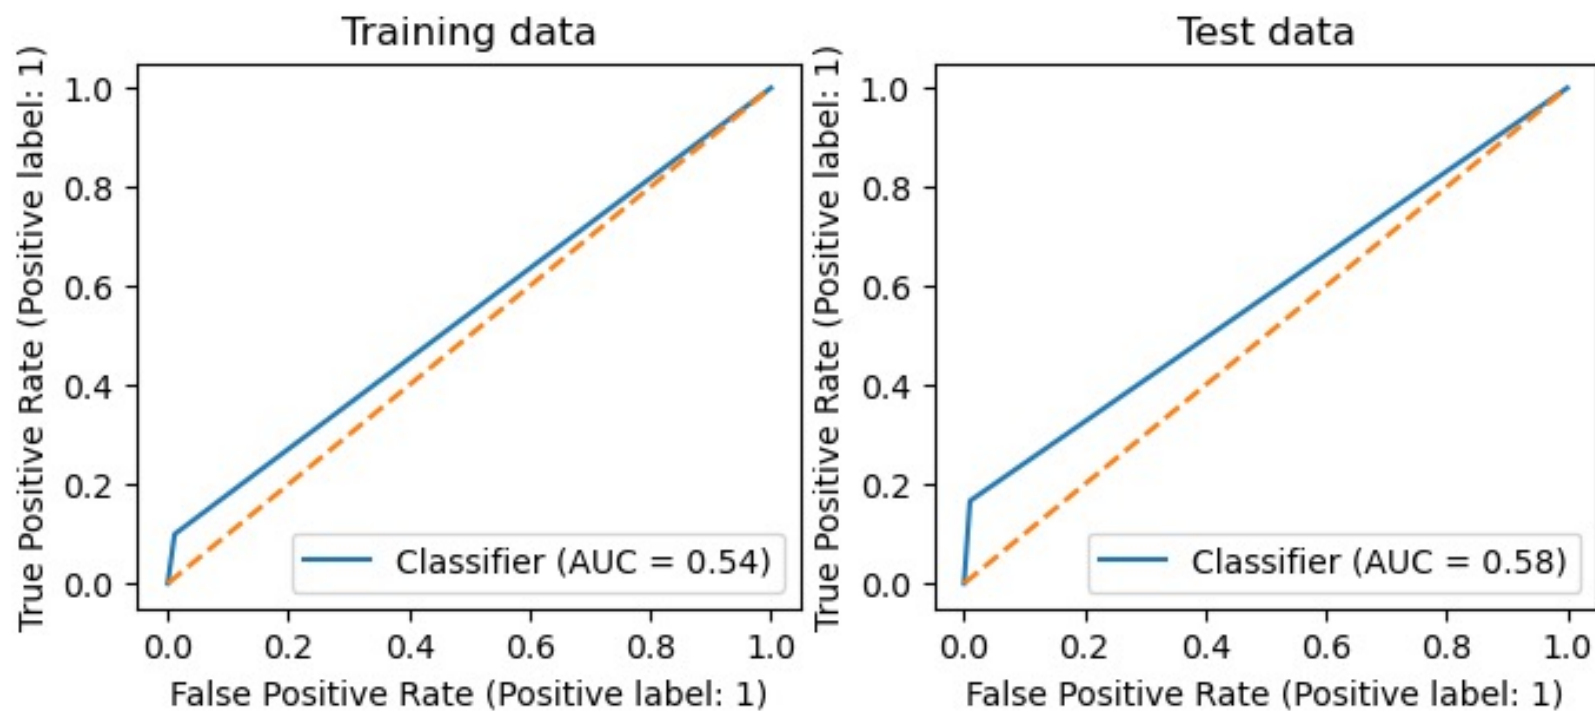 Training data
True Positive Rate (Positive label: 1)
1.0
0.8
0.6
0.4
0.2
0.0
Classifier (AUC = 0.54)
0.0 0.2 0.4 0.6 0.8 1.0
False Positive Rate (Positive label: 1)
Test data
True Positive Rate (Positive label: 1)
1.0
0.8
0.6
0.4
0.2
0.0
Classifier (AUC = 0.58)
0.0 0.2 0.4 0.6 0.8 1.0
False Positive Rate (Positive label: 1)